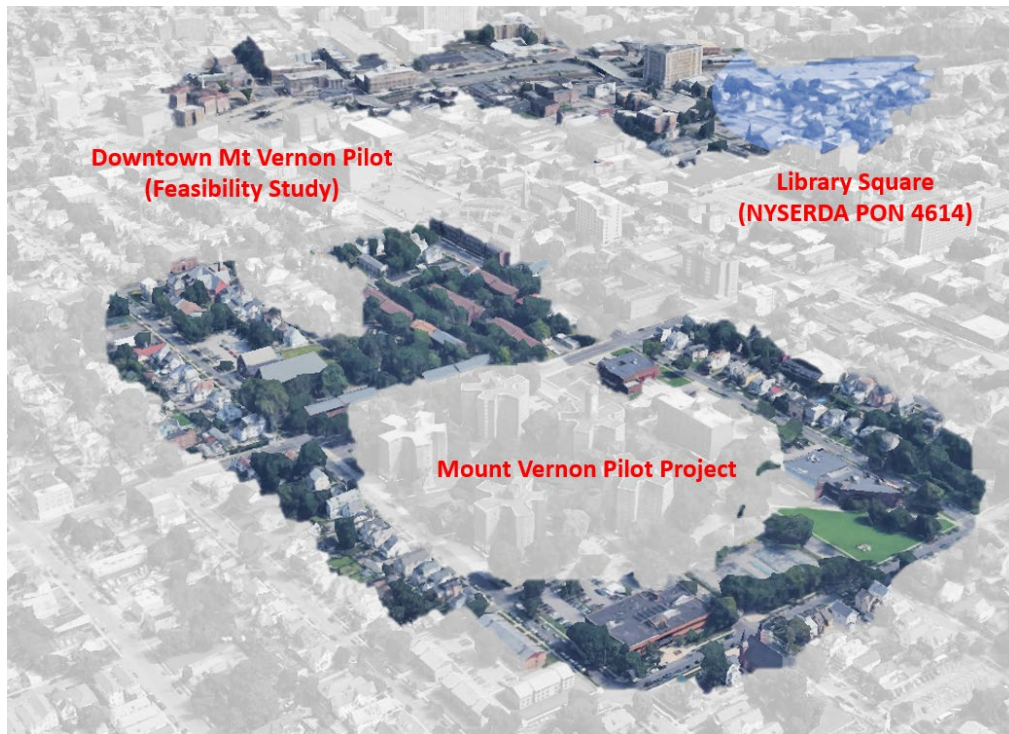 Downtown Mt Vernon Pilot
(Feasibility Study)
Library Square
(NYSERDA PON 4614)
Mount Vernon Pilot Project